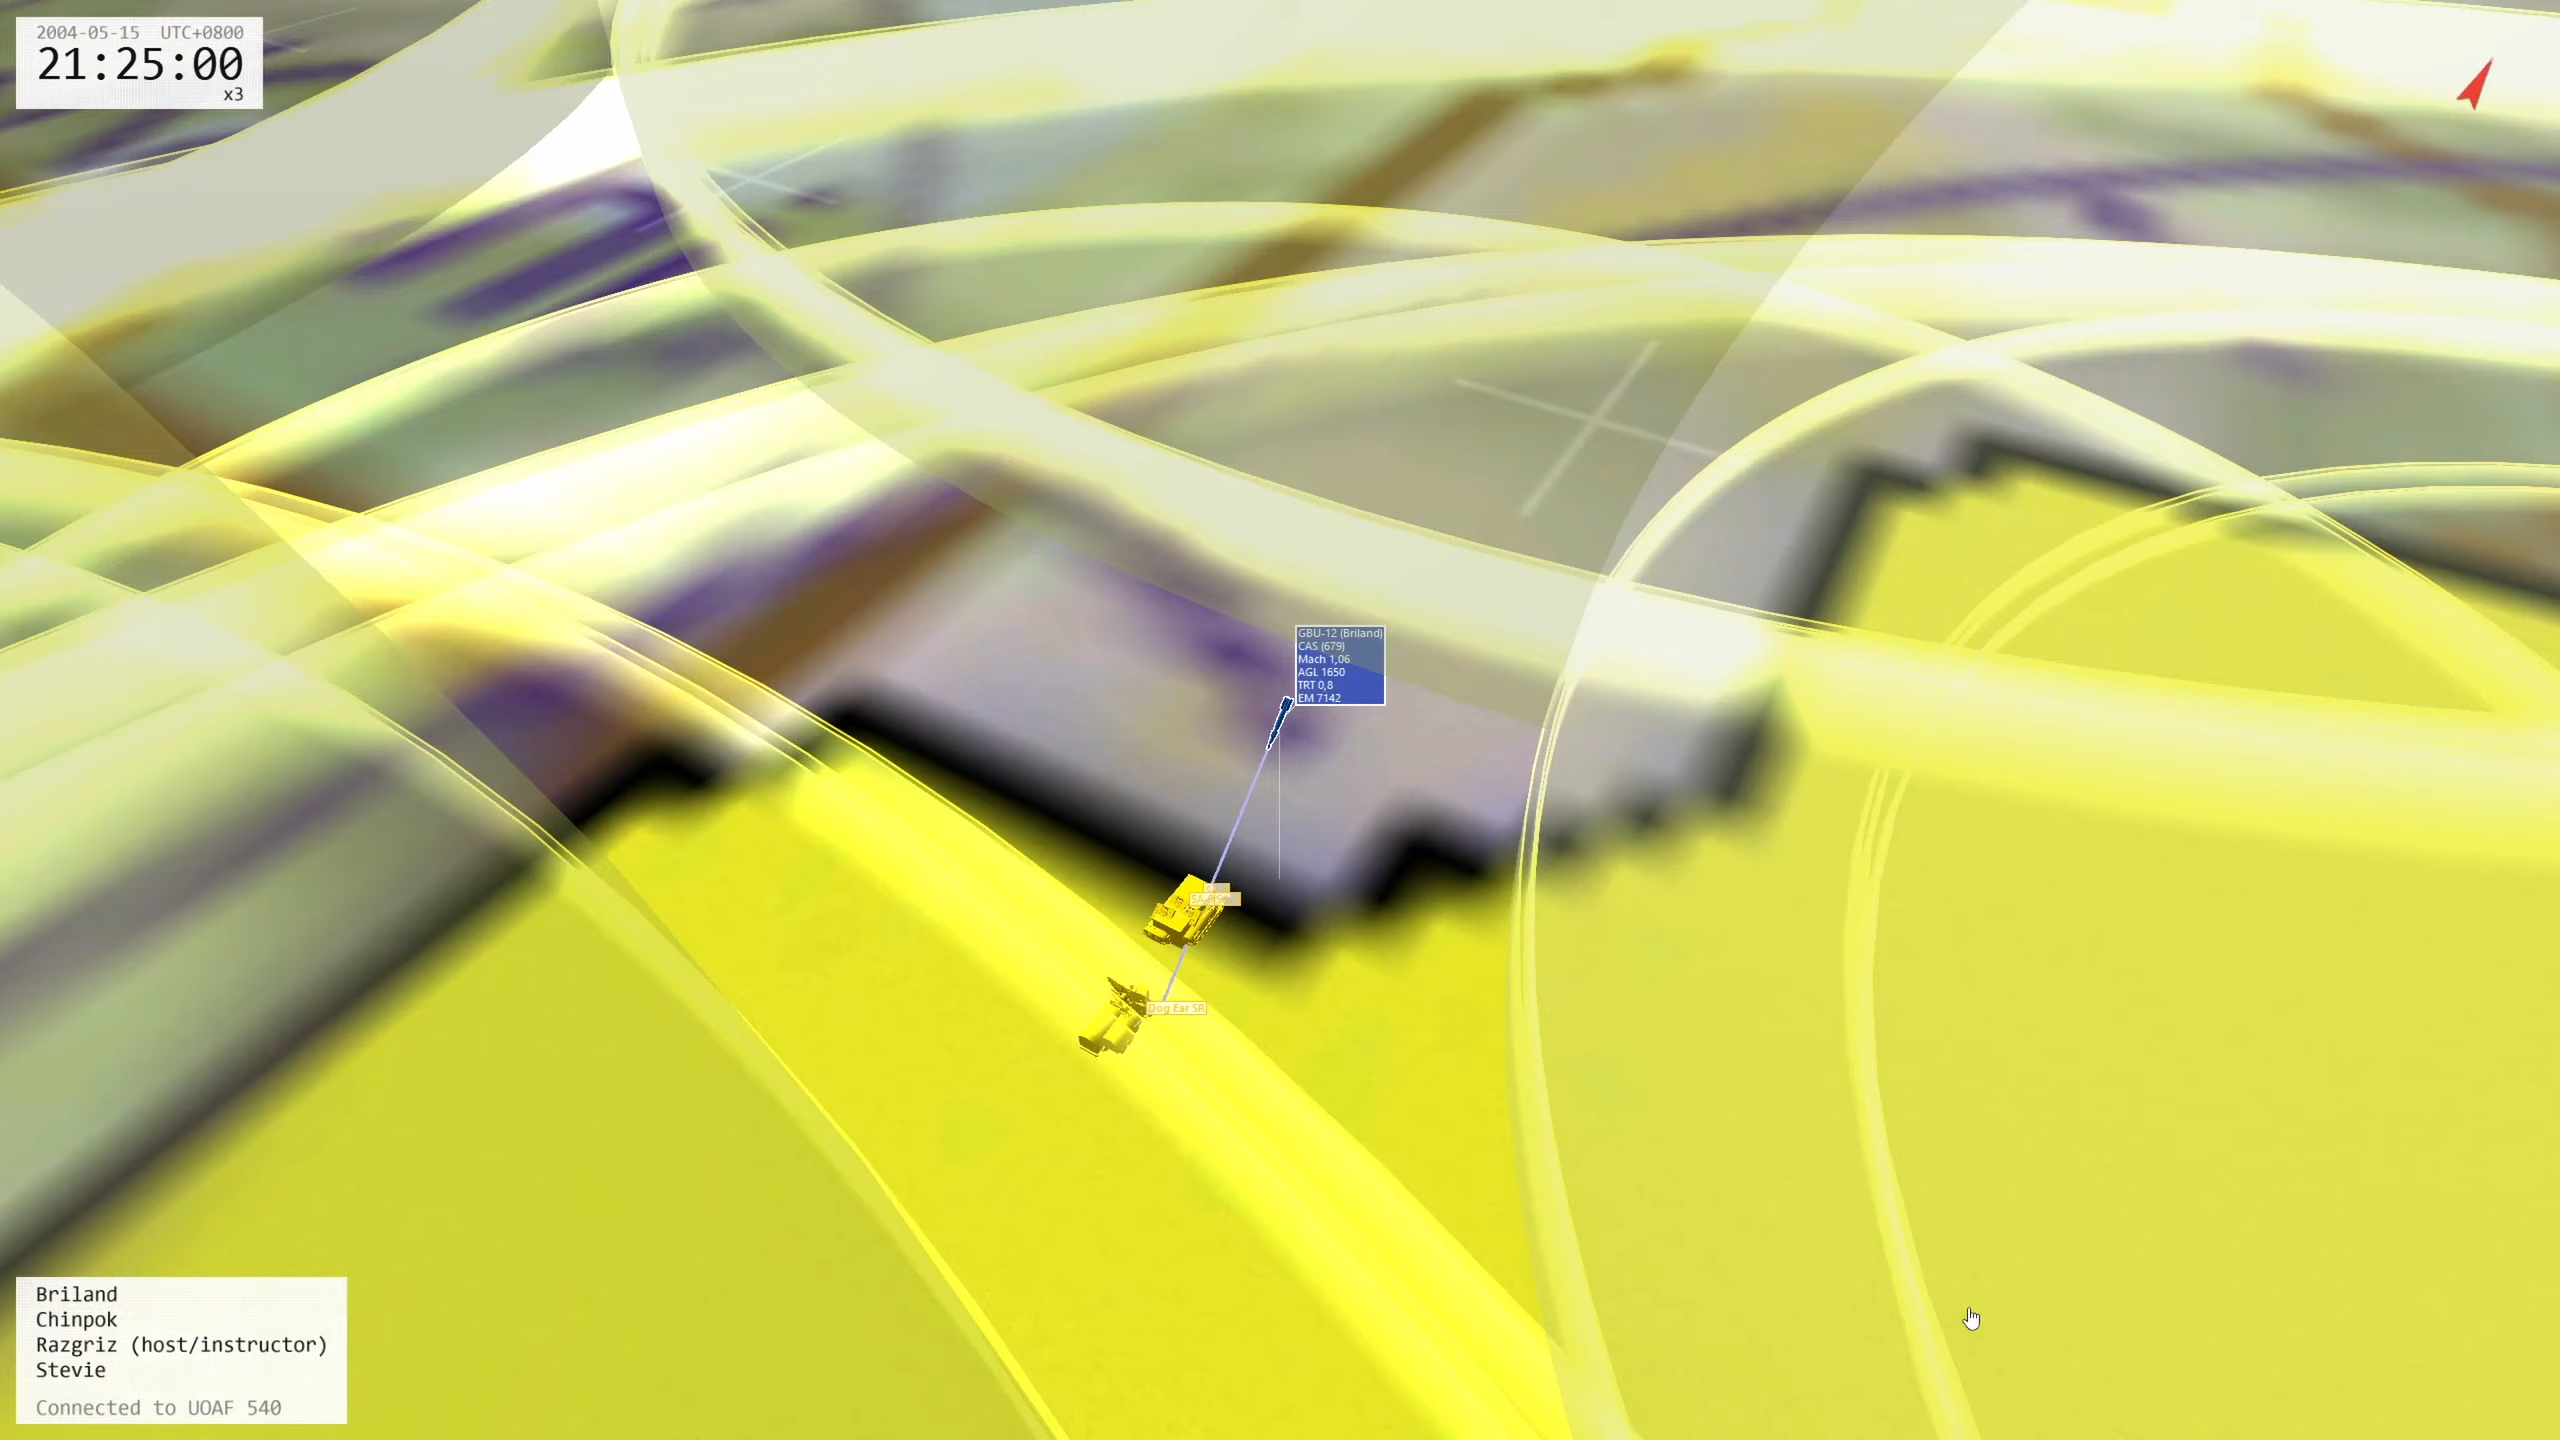 2004-05-15 UTC+0800
21:25:00
x3
GBU-12 (Briland)
CAS (679)
Mach 1,06
AGL 1650
TRT 0,8
EM 7142
Dog Ear SR
Briland
Chinpok
Razgriz (host/instructor)
Stevie
Connected to UOAF 540